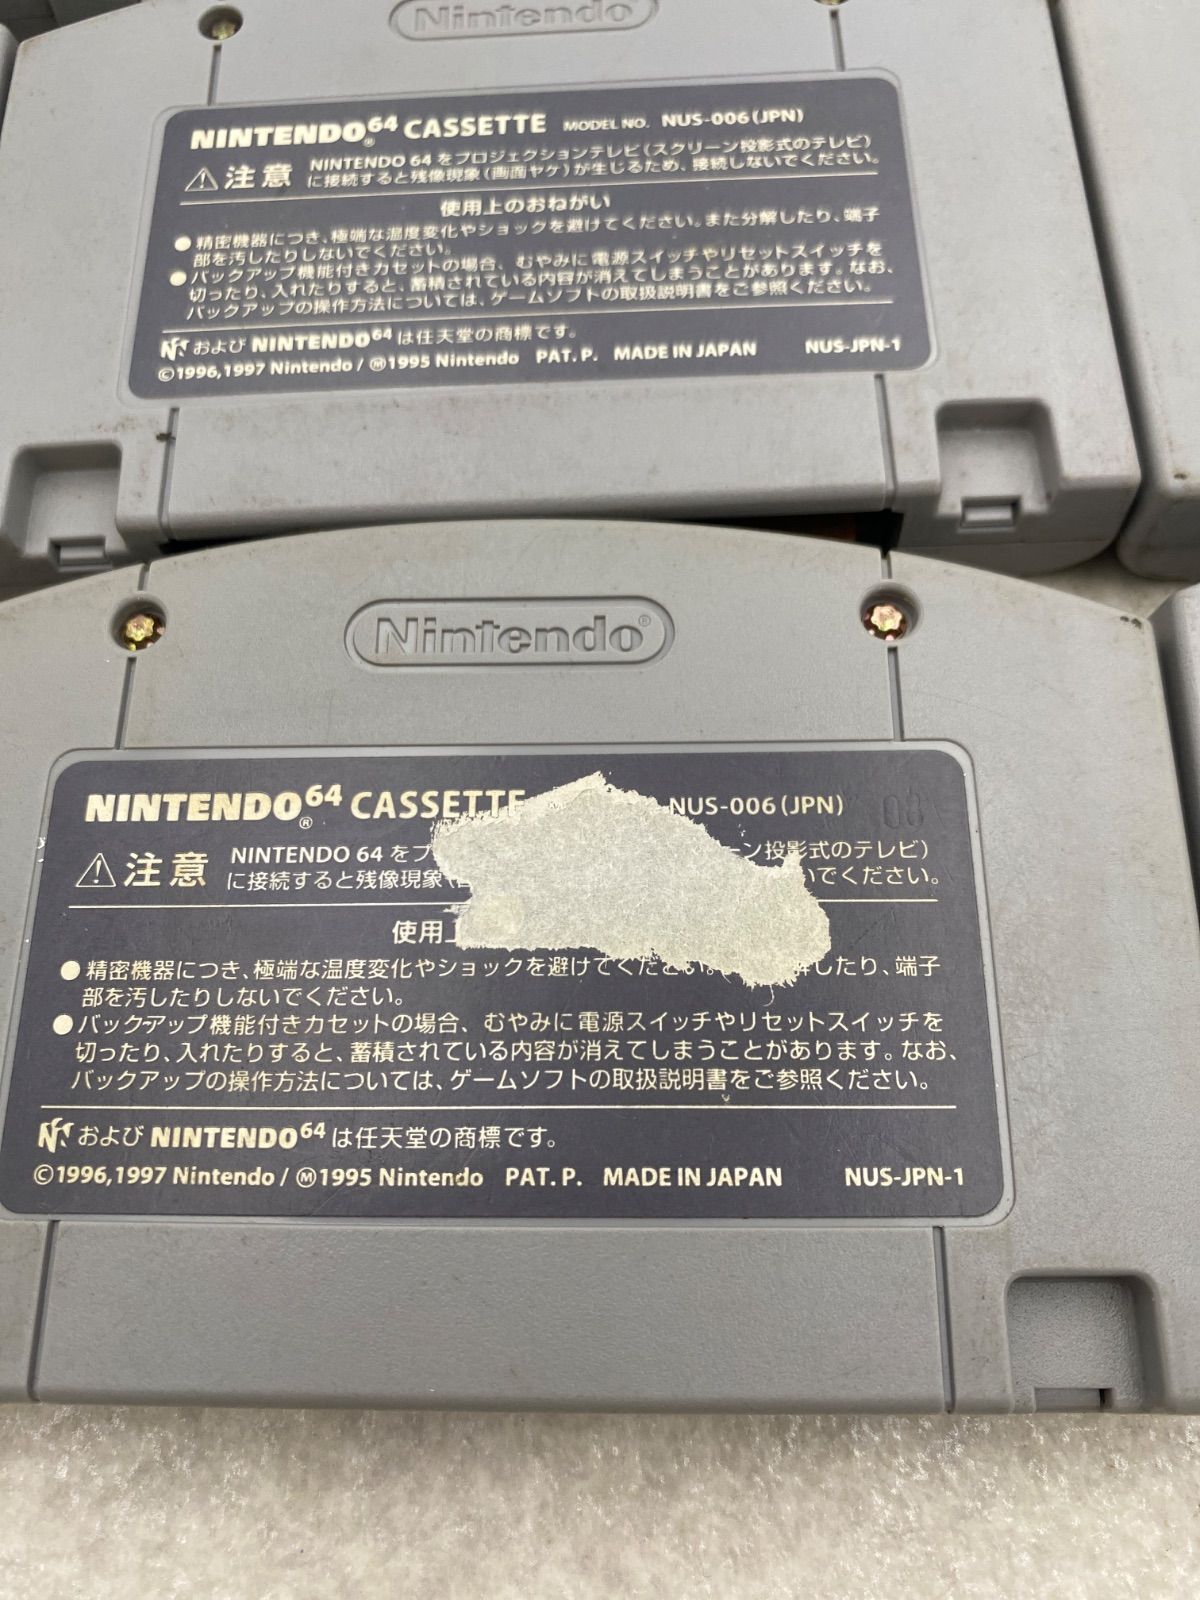 Nintendo
NINTENDO64 CASSETTE MODEL NO. NUS-006(JPN)
⚠注意 NINTENDO 64 をプロジェクションテレビ(スクリーン投影式のテレビ)
に接続すると残像現象(画面ヤケ)が生じるため、接続しないでください。
使用上のおねがい
●精密機器につき、極端な温度変化やショックを避けてください。また分解したり、端子
部を汚したりしないでください。
●バックアップ機能付きカセットの場合、むやみに電源スイッチやリセットスイッチを
切ったり、入れたりすると、蓄積されている内容が消えてしまうことがあります。なお、
バックアップの操作方法については、ゲームソフトの取扱説明書をご参照ください。
および NINTENDO64 は任天堂の商標です。
©1996,1997 Nintendo / Ⓜ1995 Nintendo PAT. P. MADE IN JAPAN NUS-JPN-1
Nintendo®
NINTENDO®64 CASSETTE NUS-006(JPN)
⚠注意 NINTENDO 64 をプ ーン投影式のテレビ)
に接続すると残像現象( いでください。
使用上
●精密機器につき、極端な温度変化やショックを避けてください。 解したり、端子
部を汚したりしないでください。
●バックアップ機能付きカセットの場合、むやみに電源スイッチやリセットスイッチを
切ったり、入れたりすると、蓄積されている内容が消えてしまうことがあります。なお、
バックアップの操作方法については、ゲームソフトの取扱説明書をご参照ください。
および NINTENDO64 は任天堂の商標です。
©1996,1997 Nintendo / Ⓜ1995 Nintendo PAT. P. MADE IN JAPAN NUS-JPN-1